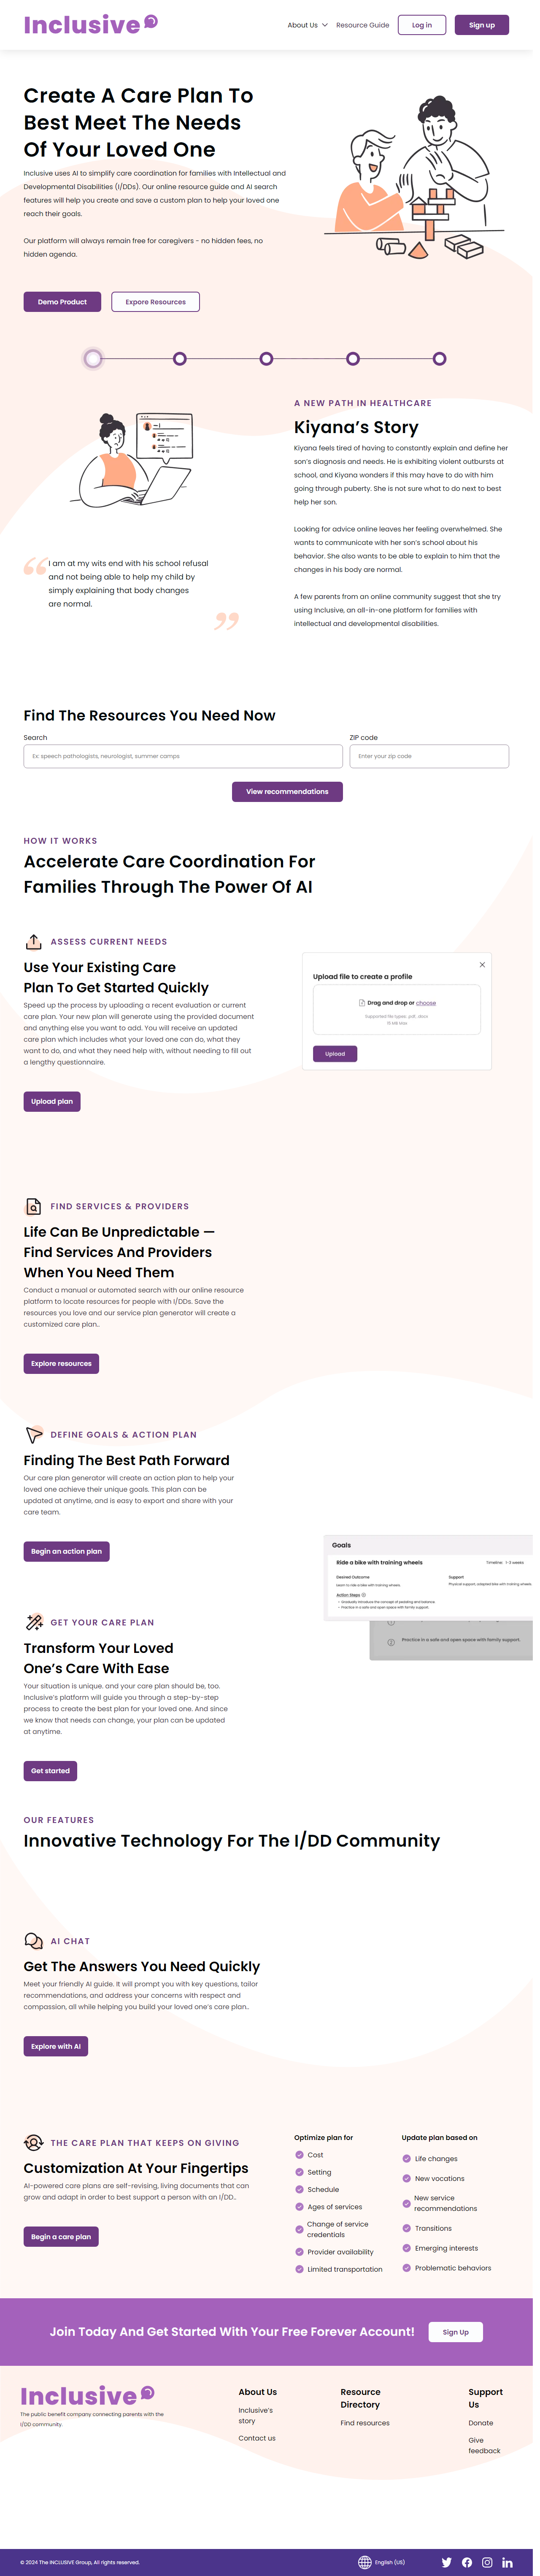 Inclusive
About Us
Resource Guide
Log in
Sign up
Create A Care Plan To
Best Meet The Needs
Of Your Loved One
Inclusive uses AI to simplify care coordination for families with Intellectual and
Developmental Disabilities (I/DDs). Our online resource guide and AI search
features will help you create and save a custom plan to help your loved one
reach their goals.
Our platform will always remain free for caregivers - no hidden fees, no
hidden agenda.
Demo Product
Expore Resources
A NEW PATH IN HEALTHCARE
Kiyana's Story
Kiyana feels tired of having to constantly explain and define her
son's diagnosis and needs. He is exhibiting violent outbursts at
school, and Kiyana wonders if this may have to do with him
going through puberty. She is not sure what to do next to best
help her son.
Looking for advice online leaves her feeling overwhelmed. She
wants to communicate with her son's school about his
behavior. She also wants to be able to explain to him that the
changes in his body are normal.
A few parents from an online community suggest that she try
using Inclusive, an all-in-one platform for families with
intellectual and developmental disabilities.
“I am at my wits end with his school refusal
and not being able to help my child by
simply explaining that body changes
are normal.
”
Find The Resources You Need Now
Search
ZIP code
Ex: speech pathologists, neurologist, summer camps
Enter your zip code
View recommendations
HOW IT WORKS
Accelerate Care Coordination For
Families Through The Power Of AI
ASSESS CURRENT NEEDS
Use Your Existing Care
Plan To Get Started Quickly
Speed up the process by uploading a recent evaluation or current
care plan. Your new plan will generate using the provided document
and anything else you want to add. You will receive an updated
care plan which includes what your loved one can do, what they
want to do, and what they need help with, without needing to fill out
a lengthy questionnaire.
Upload plan
Upload file to create a profile
Drag and drop or choose
Supported file types: pdf, .docx
15 MB Max
Upload
FIND SERVICES & PROVIDERS
Life Can Be Unpredictable —
Find Services And Providers
When You Need Them
Conduct a manual or automated search with our online resource
platform to locate resources for people with I/DDs. Save the
resources you love and our service plan generator will create a
customized care plan..
Explore resources
DEFINE GOALS & ACTION PLAN
Finding The Best Path Forward
Our care plan generator will create an action plan to help your
loved one achieve their unique goals. This plan can be
updated at anytime, and is easy to export and share with your
care team.
Begin an action plan
Goals
Ride a bike with training wheels
Timeline: 1-3 weeks
Desired Outcome
Support
Learn to ride a bike with training wheels.
Physical support, adapted bike with training wheels
Action Steps
Gradually introduce the concept of pedaling and balance.
Practice in a safe and open space with family support.
Practice in a safe and open space with family support.
GET YOUR CARE PLAN
Transform Your Loved
One's Care With Ease
Your situation is unique. and your care plan should be, too.
Inclusive's platform will guide you through a step-by-step
process to create the best plan for your loved one. And since
we know that needs can change, your plan can be updated
at anytime.
Get started
OUR FEATURES
Innovative Technology For The I/DD Community
AI CHAT
Get The Answers You Need Quickly
Meet your friendly AI guide. It will prompt you with key questions, tailor
recommendations, and address your concerns with respect and
compassion, all while helping you build your loved one's care plan..
Explore with AI
THE CARE PLAN THAT KEEPS ON GIVING
Customization At Your Fingertips
AI-powered care plans are self-revising, living documents that can
grow and adapt in order to best support a person with an I/DD..
Begin a care plan
Optimize plan for
Cost
Setting
Schedule
Ages of services
Change of service
credentials
Provider availability
Limited transportation
Update plan based on
Life changes
New vocations
New service
recommendations
Transitions
Emerging interests
Problematic behaviors
Join Today And Get Started With Your Free Forever Account!
Sign Up
Inclusive
The public benefit company connecting parents with the
I/DD community.
About Us
Inclusive's
story
Contact us
Resource
Directory
Find resources
Support
Us
Donate
Give
feedback
© 2024 The INCLUSIVE Group, All rights reserved.
English (US)